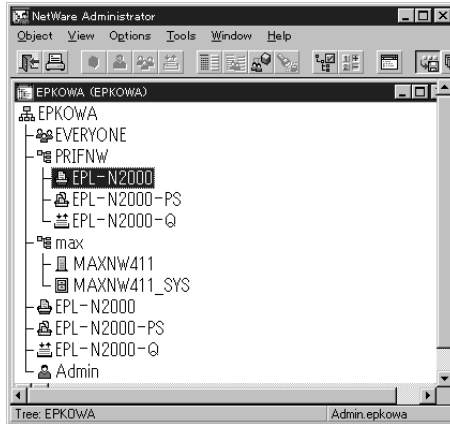 NetWare Administrator
Object View Options Tools Window Help
EPKOWA (EPKOWA)
EPKOWA
EVERYONE
PRIFNW
EPL-N2000
EPL-N2000-PS
EPL-N2000-Q
max
MAXNW411
MAXNW411_SYS
EPL-N2000
EPL-N2000-PS
EPL-N2000-Q
Admin
Tree: EPKOWA Admin.epkowa